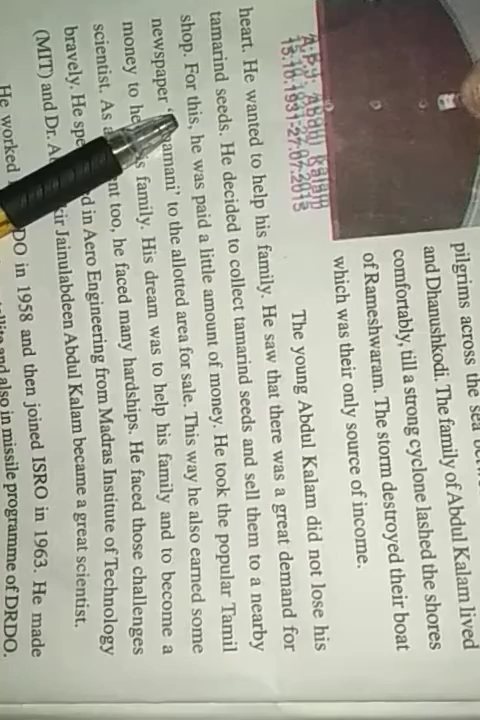 A.P.J. Abdul Kalam
15.10.1931-27.07.2015
pilgrims across the sea
and Dhanushkodi. The family of Abdul Kalam lived
comfortably, till a strong cyclone lashed the shores
of Rameshwaram. The storm destroyed their boat
which was their only source of income.
The young Abdul Kalam did not lose his
heart. He wanted to help his family. He saw that there was a great demand for
tamarind seeds. He decided to collect tamarind seeds and sell them to a nearby
shop. For this, he was paid a little amount of money. He took the popular Tamil
newspaper amani' to the allotted area for sale. This way he also earned some
money to his family. His dream was to help his family and to become a
scientist. As too, he faced many hardships. He faced those challenges
bravely. He in Aero Engineering from Madras Institute of Technology
(MIT) and Dr. Jainulabdeen Abdul Kalam became a great scientist.
He worked DO in 1958 and then joined ISRO in 1963. He made
and also in missile programme of DRDO.